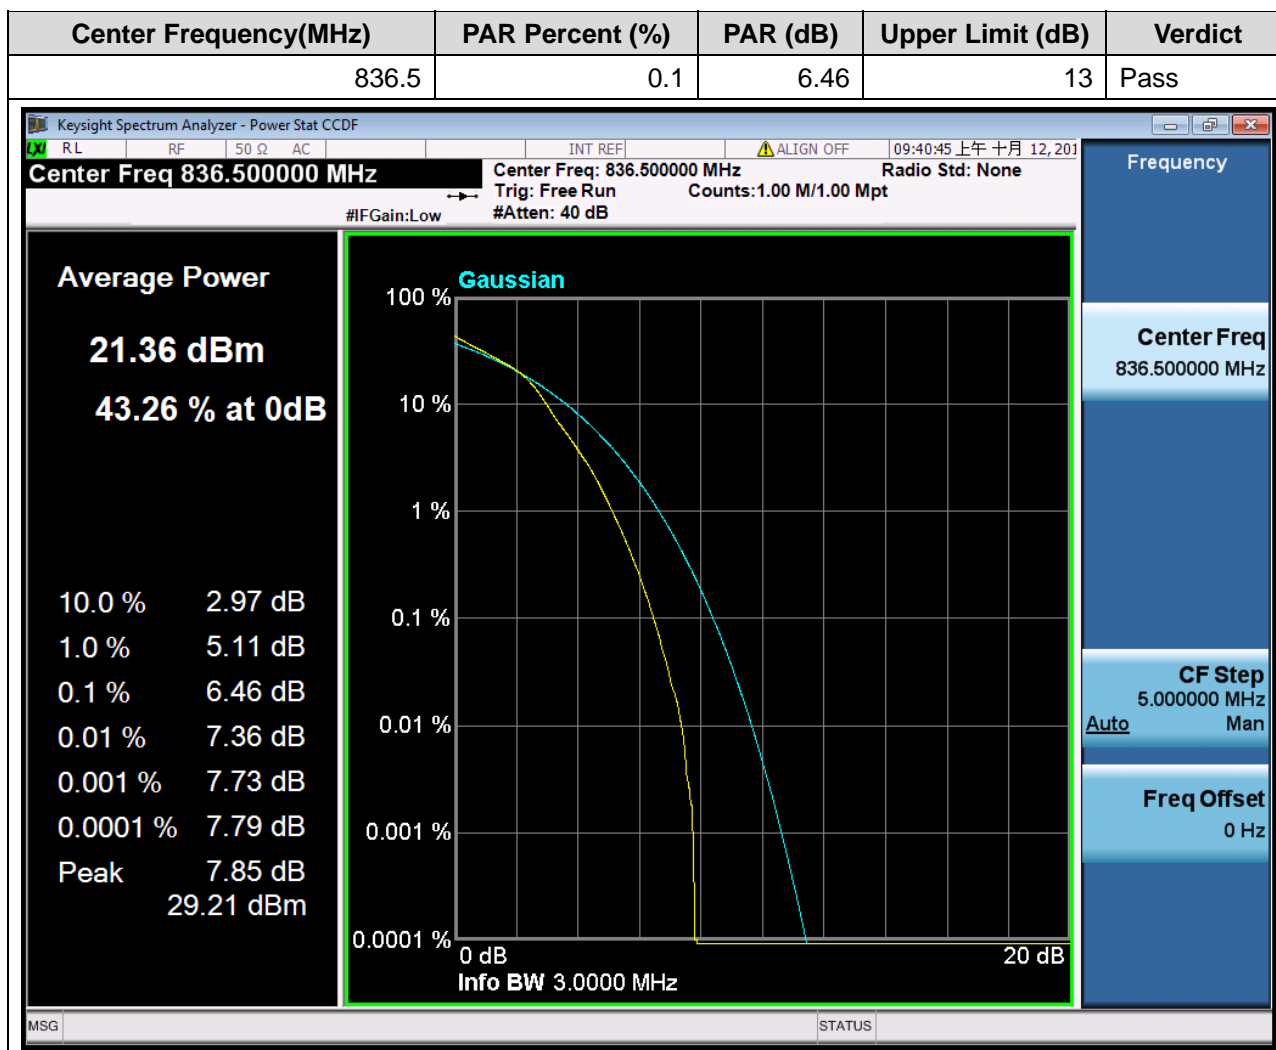 Center Frequency(MHz) PAR Percent (%) PAR (dB) Upper Limit (dB) Verdict
836.5 0.1 6.46 13 Pass
Keysight Spectrum Analyzer - Power Stat CCDF
LXI RL RF 50 Ω AC INT REF ALIGN OFF 09:40:45 上午 十月 12, 201
Center Freq 836.500000 MHz
Center Freq: 836.500000 MHz Radio Std: None
Trig: Free Run Counts:1.00 M/1.00 Mpt
#IFGain:Low #Atten: 40 dB
Frequency
Average Power
21.36 dBm
43.26 % at 0dB
10.0 % 2.97 dB
1.0 % 5.11 dB
0.1 % 6.46 dB
0.01 % 7.36 dB
0.001 % 7.73 dB
0.0001 % 7.79 dB
Peak 7.85 dB
29.21 dBm
Gaussian
100 %
10 %
1 %
0.1 %
0.01 %
0.001 %
0.0001 %
0 dB 20 dB
Info BW 3.0000 MHz
Center Freq
836.500000 MHz
CF Step
5.000000 MHz
Auto Man
Freq Offset
0 Hz
MSG STATUS